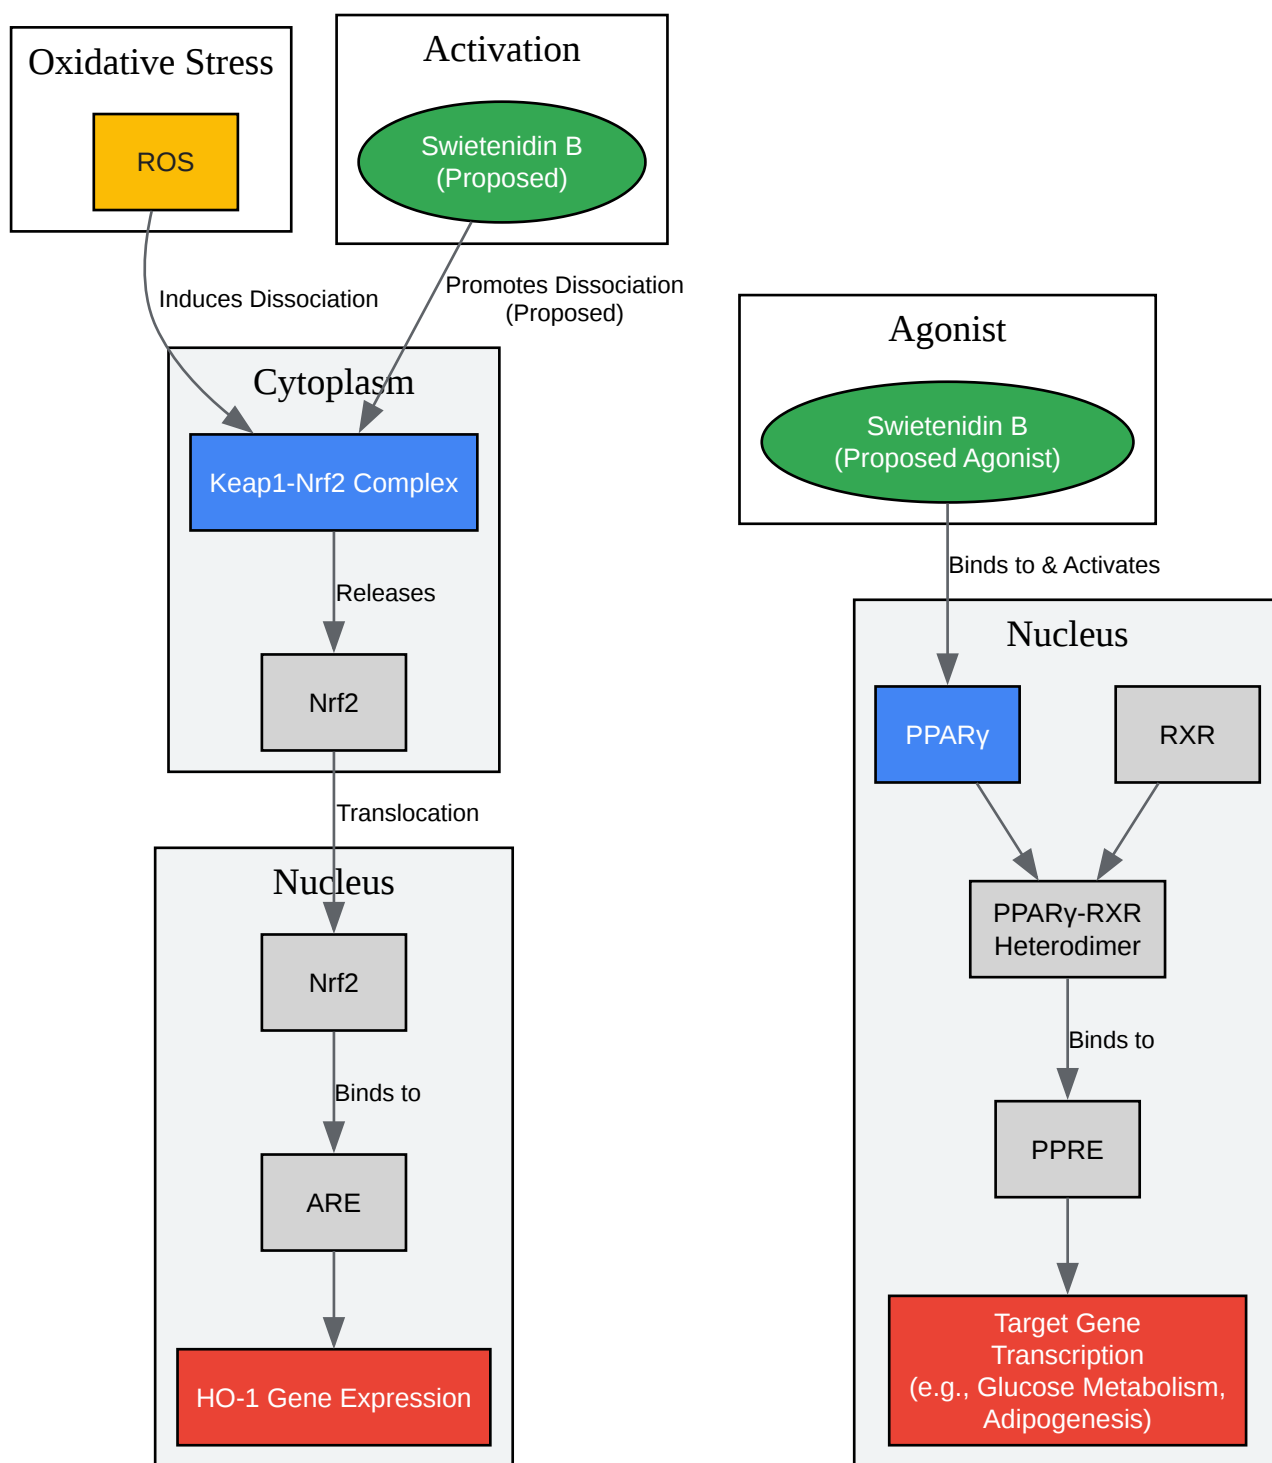 Oxidative Stress
ROS
Activation
Swietenidin B
(Proposed)
Induces Dissociation
Promotes Dissociation
(Proposed)
Cytoplasm
Keap1-Nrf2 Complex
Releases
Nrf2
Translocation
Nucleus
Nrf2
Binds to
ARE
HO-1 Gene Expression
Agonist
Swietenidin B
(Proposed Agonist)
Binds to & Activates
Nucleus
PPARγ
RXR
PPARγ-RXR
Heterodimer
Binds to
PPRE
Target Gene
Transcription
(e.g., Glucose Metabolism,
Adipogenesis)